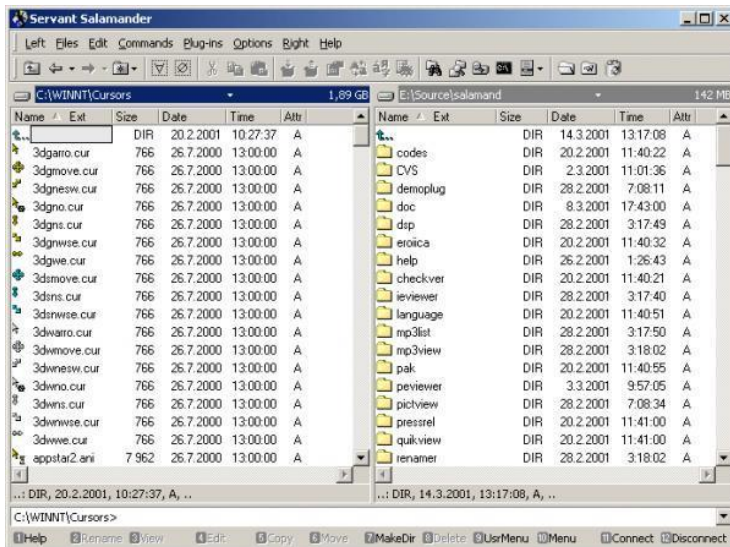 Servant Salamander
Left Files Edit Commands Plug-ins Options Right Help
C:\WINNT\Cursors 1,89 GB
Name Ext Size Date Time Attr
.. DIR 20.2.2001 10:27:37 A
3dgarro.cur 766 26.7.2000 13:00:00 A
3dgmove.cur 766 26.7.2000 13:00:00 A
3dgnesw.cur 766 26.7.2000 13:00:00 A
3dgno.cur 766 26.7.2000 13:00:00 A
3dgns.cur 766 26.7.2000 13:00:00 A
3dgnwse.cur 766 26.7.2000 13:00:00 A
3dgwe.cur 766 26.7.2000 13:00:00 A
3dsmove.cur 766 26.7.2000 13:00:00 A
3dsns.cur 766 26.7.2000 13:00:00 A
3dsnwse.cur 766 26.7.2000 13:00:00 A
3dwarro.cur 766 26.7.2000 13:00:00 A
3dwmove.cur 766 26.7.2000 13:00:00 A
3dwnesw.cur 766 26.7.2000 13:00:00 A
3dwno.cur 766 26.7.2000 13:00:00 A
3dwns.cur 766 26.7.2000 13:00:00 A
3dwnwse.cur 766 26.7.2000 13:00:00 A
3dwwe.cur 766 26.7.2000 13:00:00 A
appstar2.ani 7 962 26.7.2000 13:00:00 A
..: DIR, 20.2.2001, 10:27:37, A, ..
E:\Source\salamand 142 MB
Name Ext Size Date Time Attr
.. DIR 14.3.2001 13:17:08 A
codes DIR 20.2.2001 11:40:22 A
CVS DIR 2.3.2001 11:01:36 A
demoplug DIR 28.2.2001 7:08:11 A
doc DIR 8.3.2001 17:43:00 A
dsp DIR 28.2.2001 3:17:49 A
eroiica DIR 20.2.2001 11:40:32 A
help DIR 26.2.2001 1:26:43 A
checkver DIR 20.2.2001 11:40:21 A
ieviewer DIR 28.2.2001 3:17:40 A
language DIR 20.2.2001 11:40:51 A
mp3list DIR 28.2.2001 3:17:50 A
mp3view DIR 28.2.2001 3:18:02 A
pak DIR 20.2.2001 11:40:55 A
peviewer DIR 3.3.2001 9:57:05 A
pictview DIR 28.2.2001 7:08:34 A
pressrel DIR 20.2.2001 11:41:00 A
quikview DIR 20.2.2001 11:41:00 A
renamer DIR 28.2.2001 3:18:02 A
..: DIR, 14.3.2001, 13:17:08, A, ..
C:\WINNT\Cursors>
1Help 2Rename 3View 4Edit 5Copy 6Move 7MakeDir 8Delete 9UsrMenu 10Menu 11Connect 12Disconnect